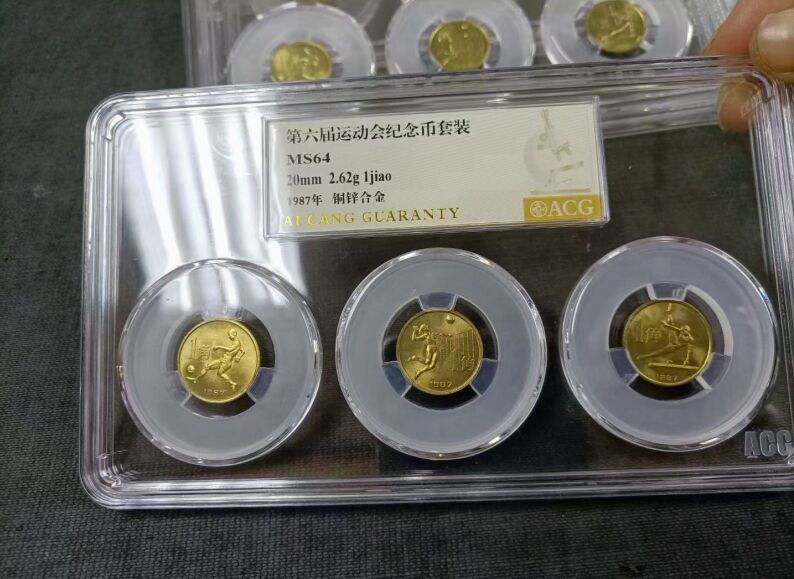 第六届运动会纪念币套装
MS64
20mm 2.62g 1jiao
1987年 铜锌合金
AI CANG GUARANTY
ACG
1角
1987
角
1987
1角
1987
ACG